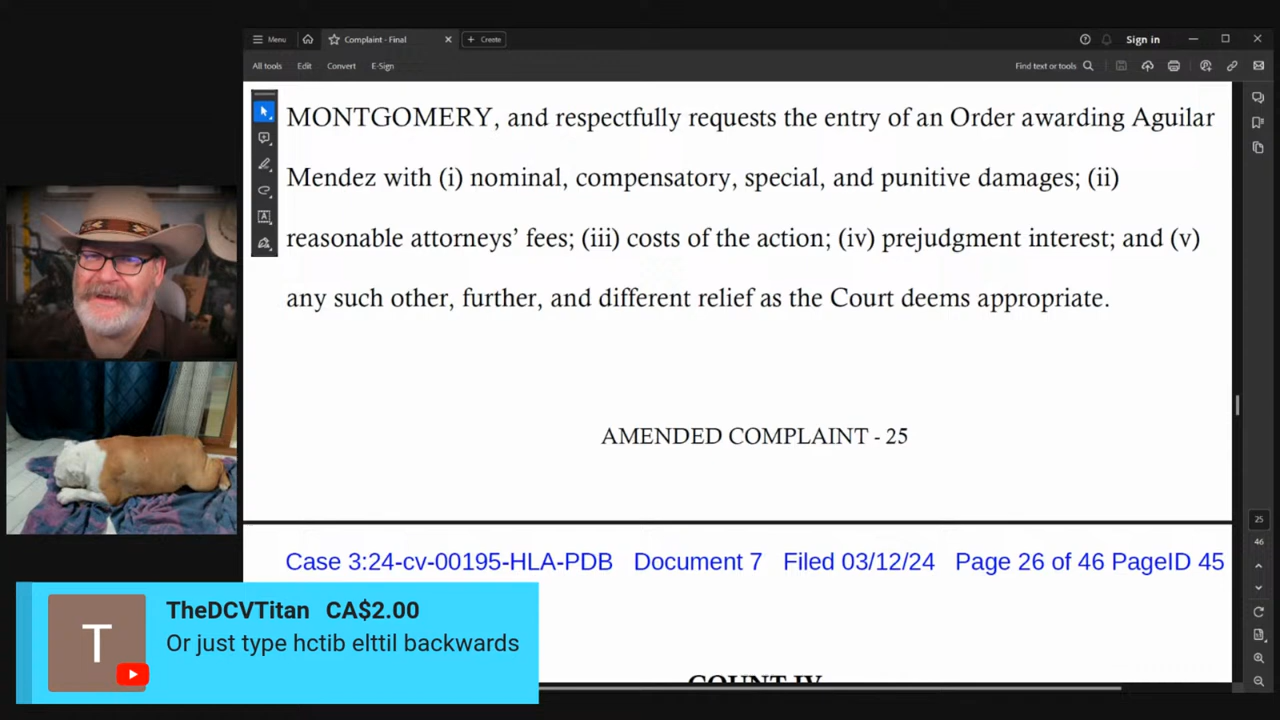 Menu
Complaint - Final
Create
Sign in
All tools Edit Convert E-Sign
Find text or tools
MONTGOMERY, and respectfully requests the entry of an Order awarding Aguilar
Mendez with (i) nominal, compensatory, special, and punitive damages; (ii)
reasonable attorneys’ fees; (iii) costs of the action; (iv) prejudgment interest; and (v)
any such other, further, and different relief as the Court deems appropriate.
AMENDED COMPLAINT - 25
25
46
Case 3:24-cv-00195-HLA-PDB Document 7 Filed 03/12/24 Page 26 of 46 PageID 45
COUNT IV
T
TheDCVTitan CA$2.00
Or just type hctib elttil backwards